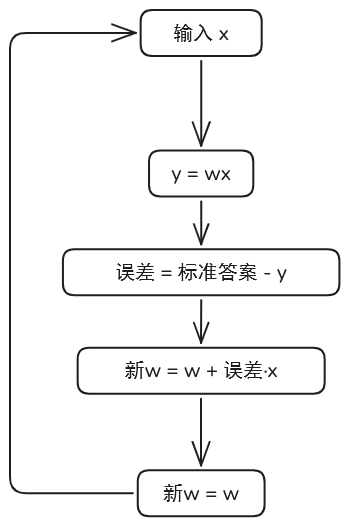 输入 x
y = wx
误差 = 标准答案 - y
新w = w + 误差·x
新w = w